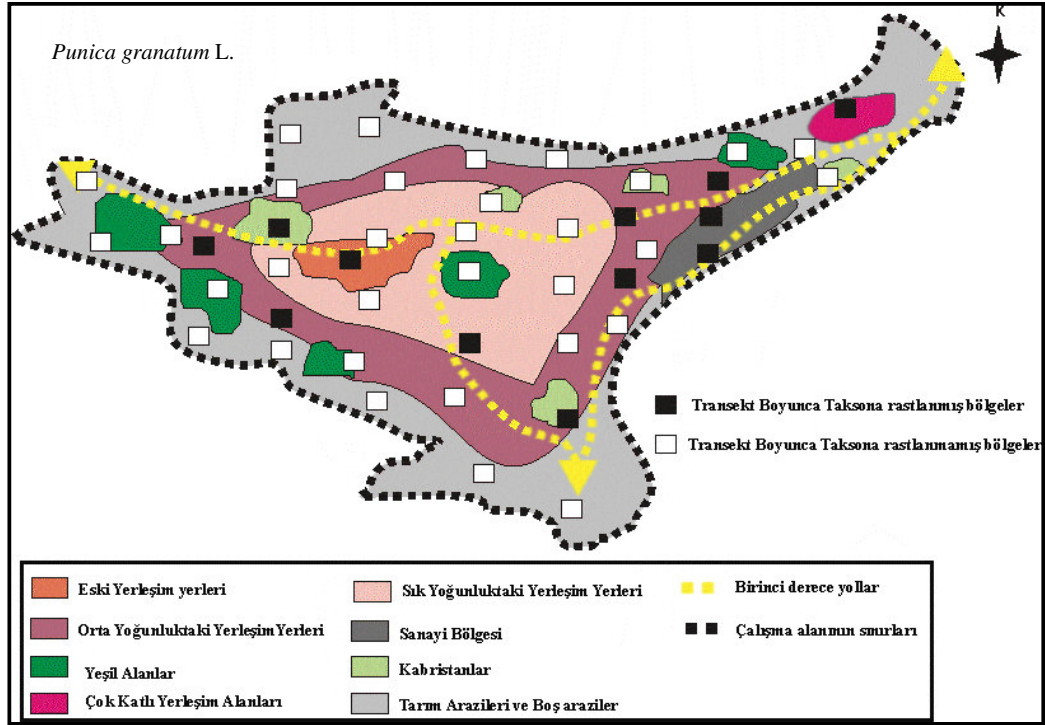 K
Punica granatum L.
Transekt Boyunca Taksona rastlanmış bölgeler
Transekt Boyunca Taksona rastlanmamış bölgeler
Eski Yerleşim yerleri
Sık Yoğunluktaki Yerleşim Yerleri
Birinci derece yollar
Orta Yoğunluktaki Yerleşim Yerleri
Sanayi Bölgesi
Çalışma alanının sınırları
Yeşil Alanlar
Kabristanlar
Çok Katlı Yerleşim Alanları
Tarım Arazileri ve Boş araziler